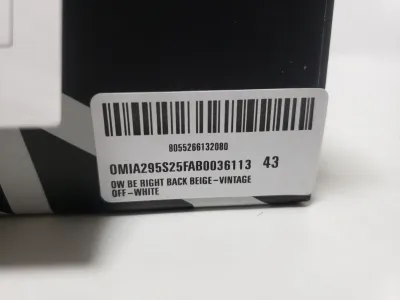 8055266132080
OMIA295S25FAB0036113 43
OW BE RIGHT BACK BEIGE-VINTAGE
OFF-WHITE